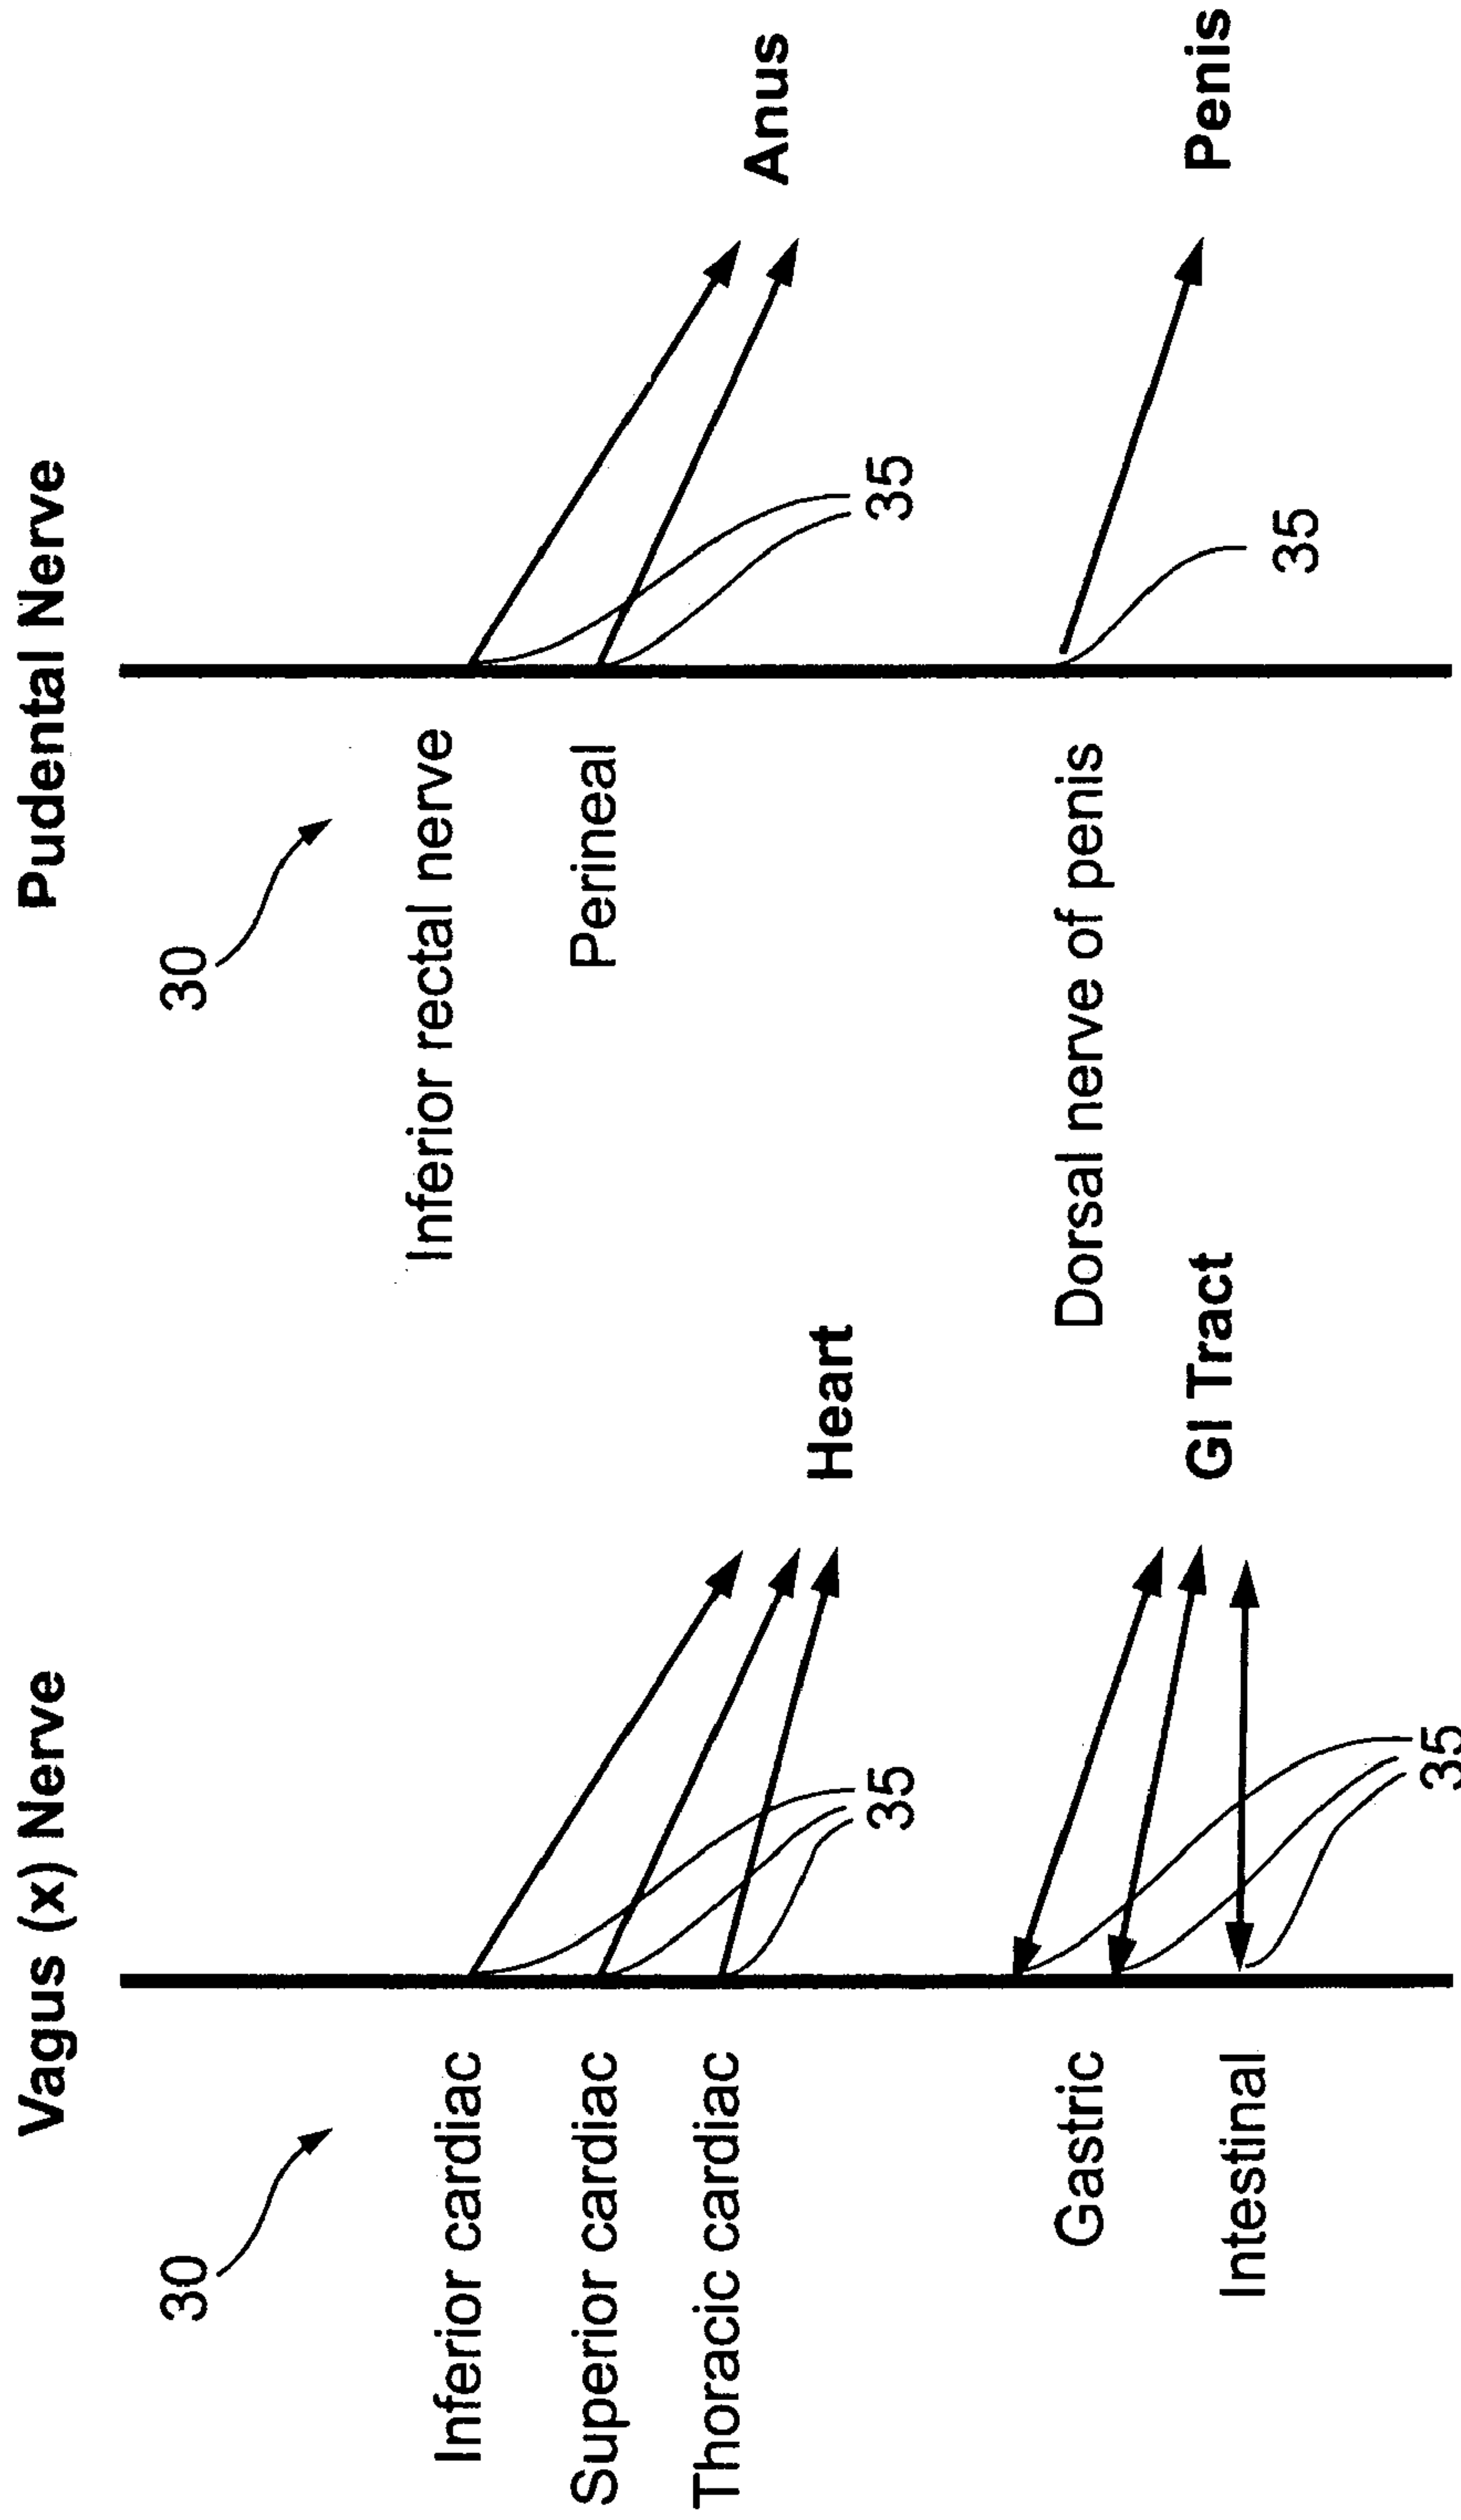 Vagus (x) Nerve
30
Inferior cardiac
Superior cardiac
Thoracic cardiac
Heart
35
Gastric
GI Tract
Intestinal
35
Pudental Nerve
30
Inferior rectal nerve
Perineal
Anus
35
Dorsal nerve of penis
Penis
35